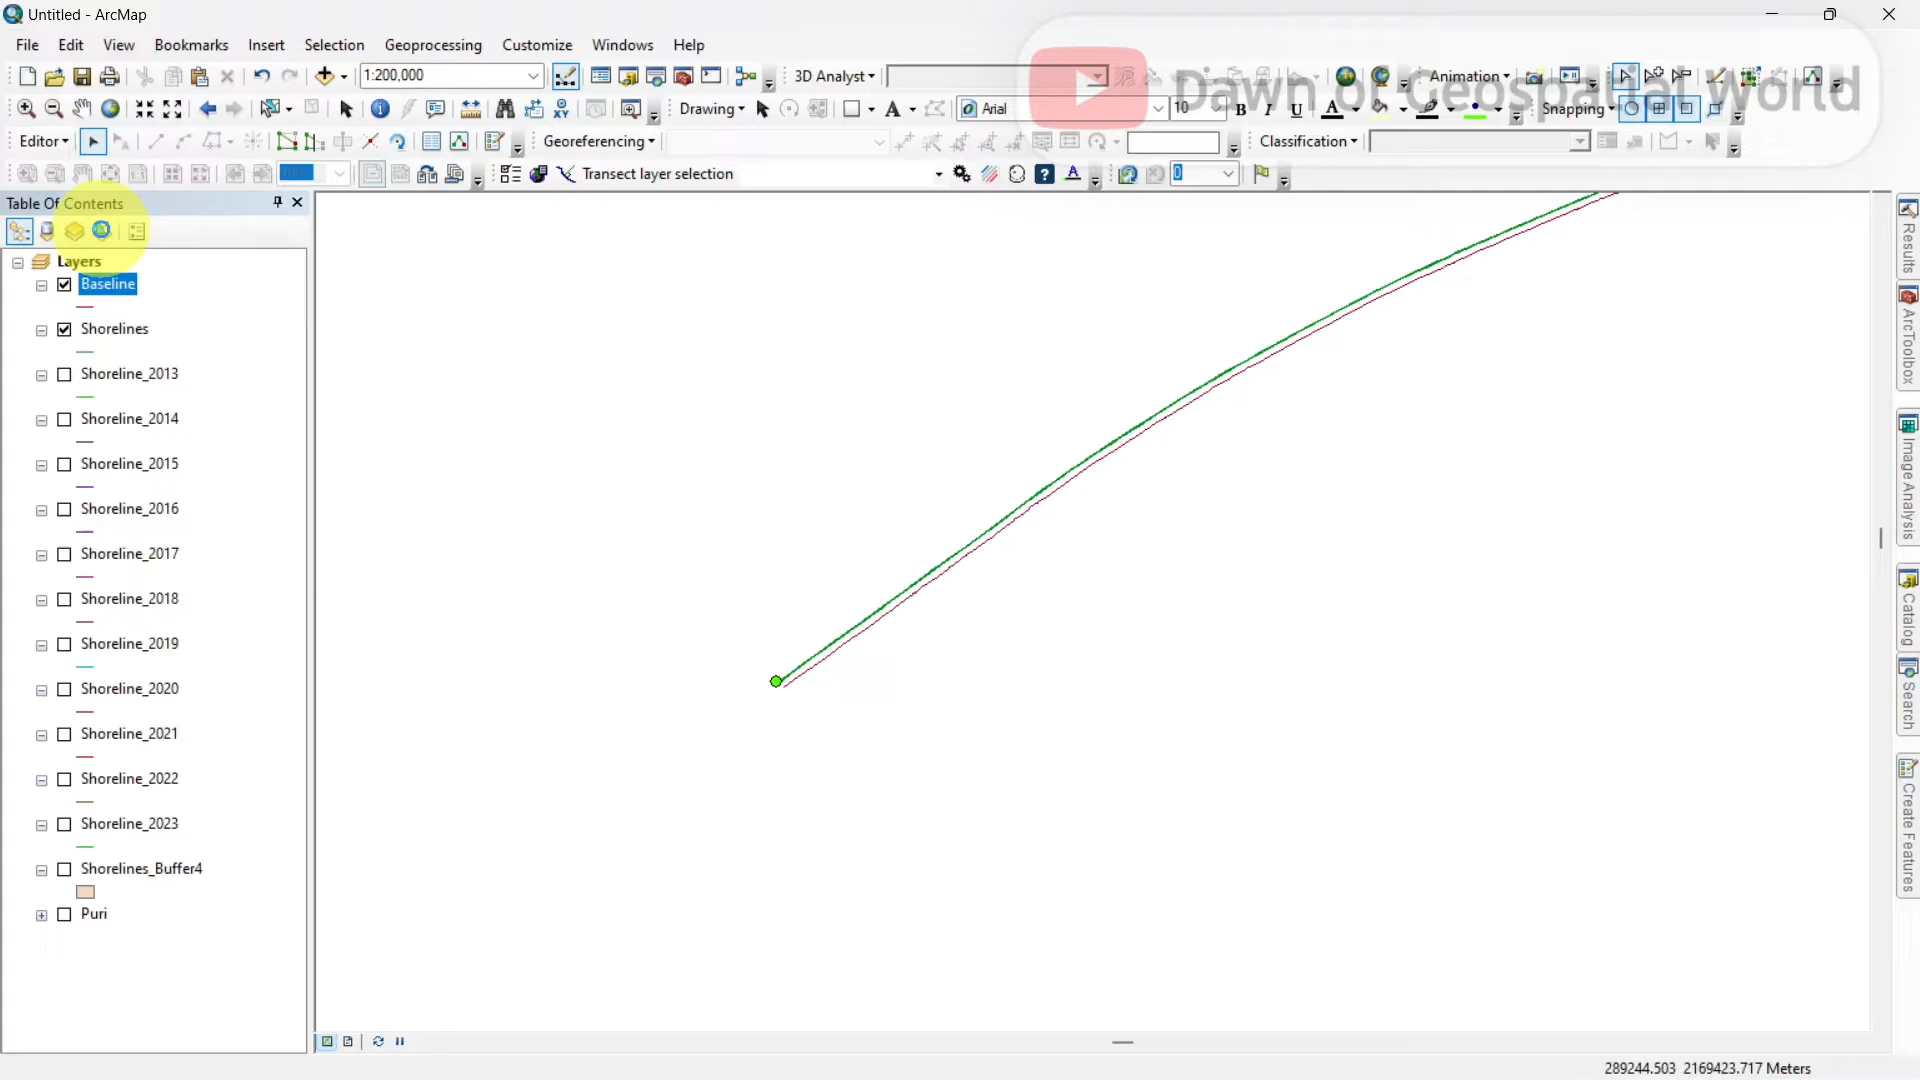 Untitled - ArcMap
File Edit View Bookmarks Insert Selection Geoprocessing Customize Windows Help
1:200,000 3D Analyst Animation
Dawn of Geospatial World
Drawing Arial 10 B I U A Snapping
Editor Georeferencing Classification
Transect layer selection 0
Table Of Contents
Layers
Baseline
Shorelines
Shoreline_2013
Shoreline_2014
Shoreline_2015
Shoreline_2016
Shoreline_2017
Shoreline_2018
Shoreline_2019
Shoreline_2020
Shoreline_2021
Shoreline_2022
Shoreline_2023
Shorelines_Buffer4
Puri
Results
ArcToolbox
Image Analysis
Catalog
Search
Create Features
289244.503 2169423.717 Meters